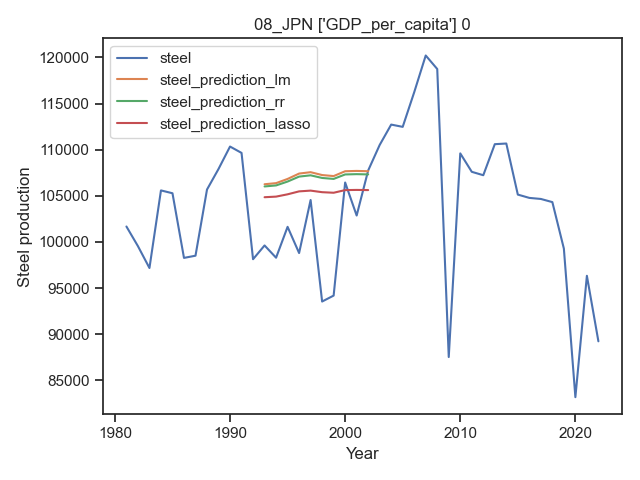 08_JPN ['GDP_per_capita'] 0
steel
steel_prediction_lm
steel_prediction_rr
steel_prediction_lasso
Steel production
120000
115000
110000
105000
100000
95000
90000
85000
1980
1990
2000
2010
2020
Year